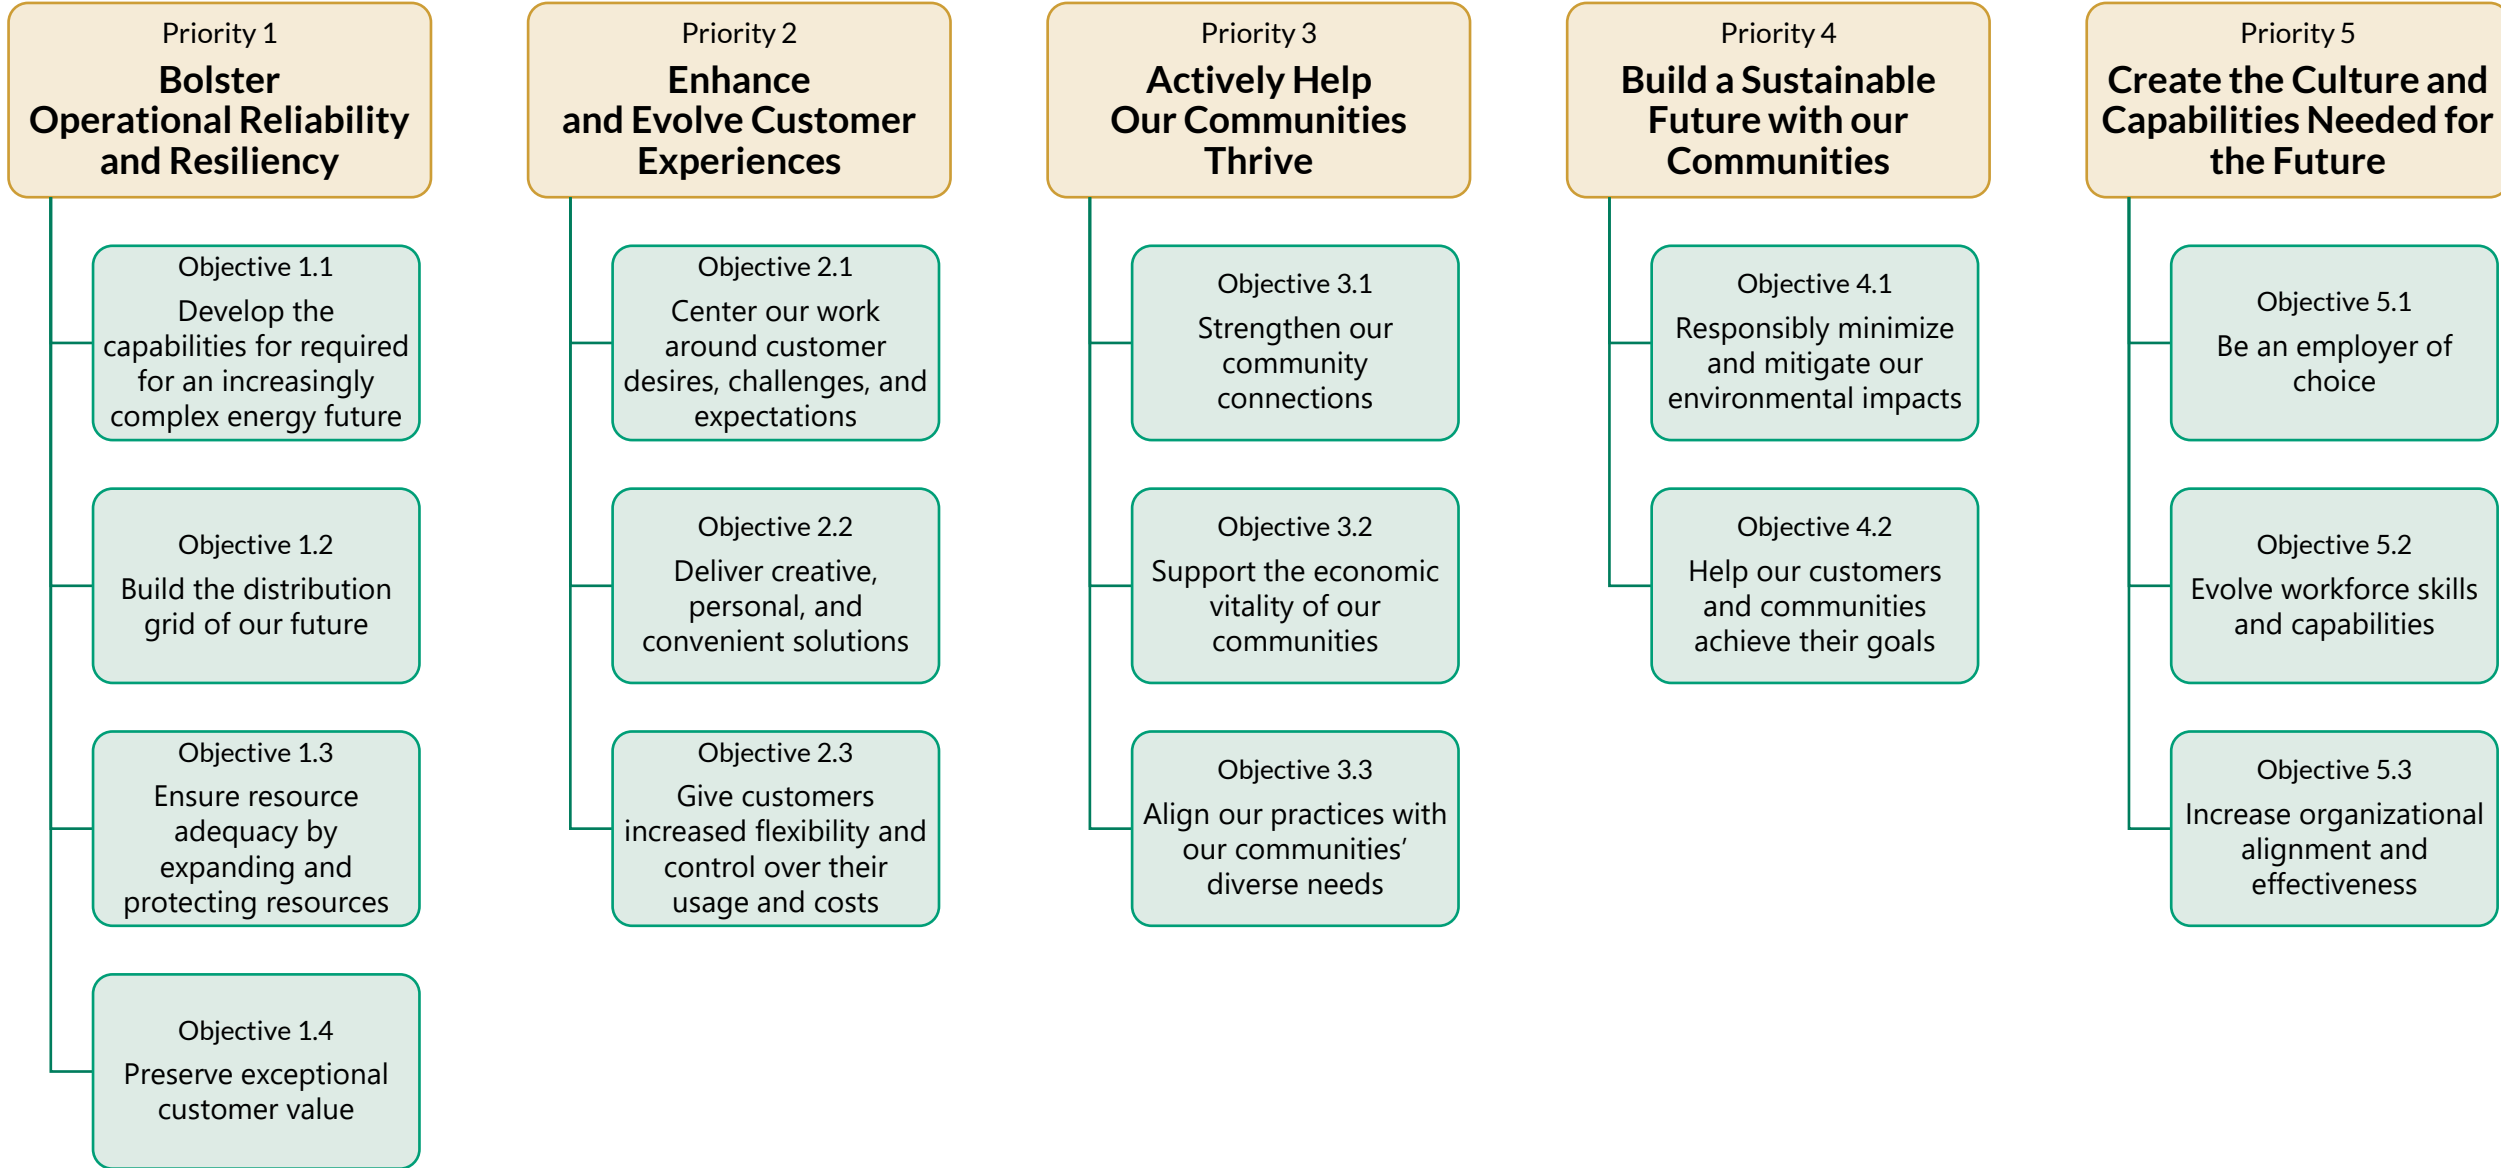 Priority 1
Bolster
Operational Reliability
and Resiliency
Objective 1.1
Develop the
capabilities for required
for an increasingly
complex energy future
Objective 1.2
Build the distribution
grid of our future
Objective 1.3
Ensure resource
adequacy by
expanding and
protecting resources
Objective 1.4
Preserve exceptional
customer value
Priority 2
Enhance
and Evolve Customer
Experiences
Objective 2.1
Center our work
around customer
desires, challenges, and
expectations
Objective 2.2
Deliver creative,
personal, and
convenient solutions
Objective 2.3
Give customers
increased flexibility and
control over their
usage and costs
Priority 3
Actively Help
Our Communities
Thrive
Objective 3.1
Strengthen our
community
connections
Objective 3.2
Support the economic
vitality of our
communities
Objective 3.3
Align our practices with
our communities’
diverse needs
Priority 4
Build a Sustainable
Future with our
Communities
Objective 4.1
Responsibly minimize
and mitigate our
environmental impacts
Objective 4.2
Help our customers
and communities
achieve their goals
Priority 5
Create the Culture and
Capabilities Needed for
the Future
Objective 5.1
Be an employer of
choice
Objective 5.2
Evolve workforce skills
and capabilities
Objective 5.3
Increase organizational
alignment and
effectiveness